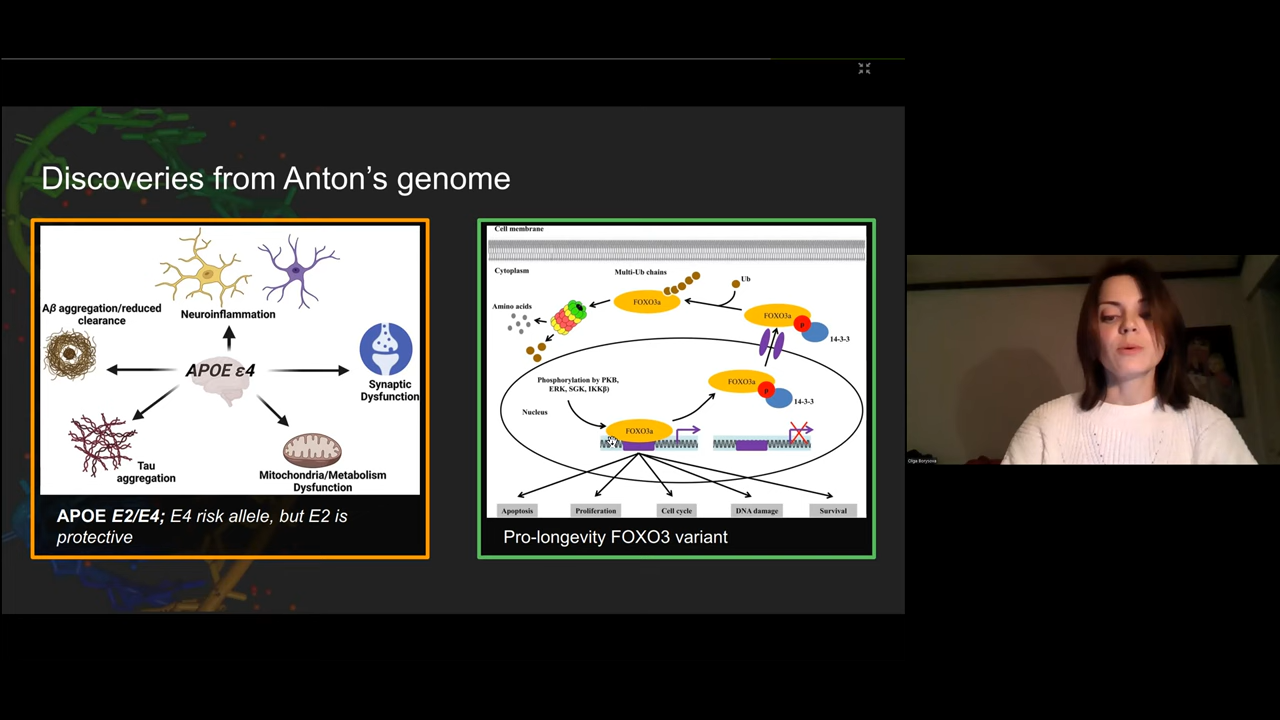 Discoveries from Anton's genome
Aβ aggregation/reduced
clearance
Neuroinflammation
APOE ε4
Synaptic
Dysfunction
Tau
aggregation
Mitochondria/Metabolism
Dysfunction
APOE E2/E4; E4 risk allele, but E2 is
protective
Cell membrane
Cytoplasm
Multi-Ub chains
Ub
Amino acids
FOXO3a
FOXO3a
P
14-3-3
Phosphorylation by PKB,
ERK, SGK, IKKβ)
FOXO3a
P
14-3-3
Nucleus
FOXO3a
Apoptosis
Proliferation
Cell cycle
DNA damage
Survival
Pro-longevity FOXO3 variant
Olga Borysova